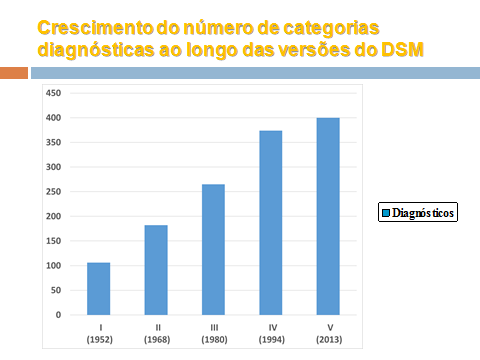 Crescimento do número de categorias
diagnósticas ao longo das versões do DSM
450
400
350
300
250
200
150
100
50
0
I II III IV V
(1952) (1968) (1980) (1994) (2013)
Diagnósticos